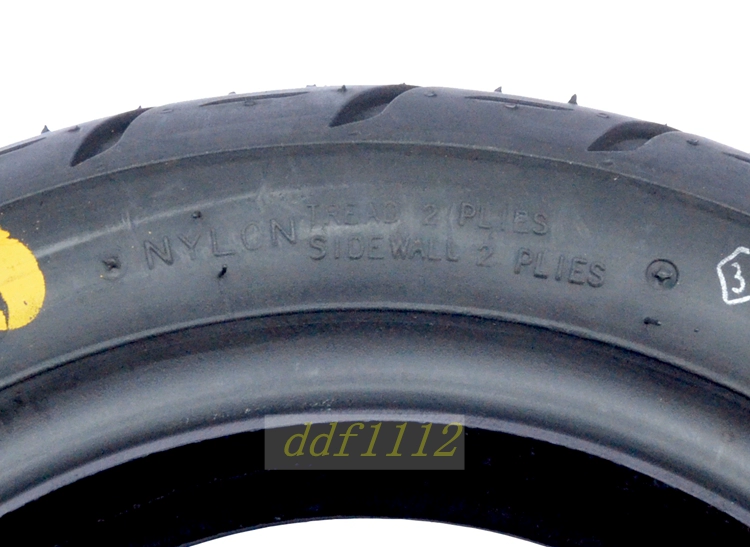 NYLON TREAD 2 PLIES
SIDEWALL 2 PLIES
3
ddf1112